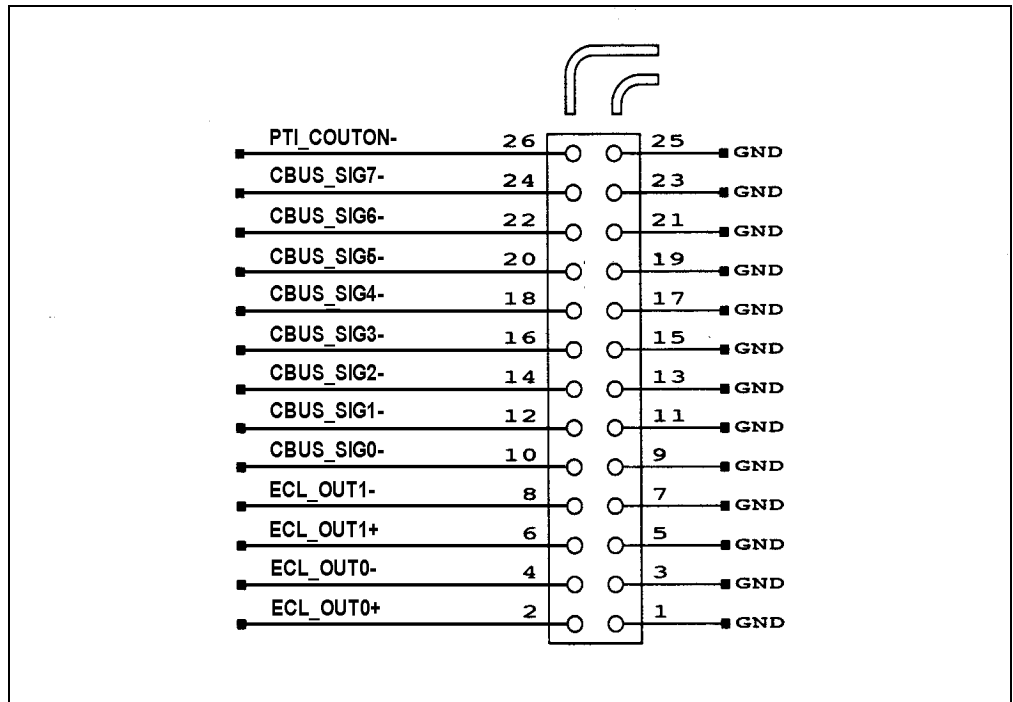 PTI_COUTON- 26 25 GND
CBUS_SIG7- 24 23 GND
CBUS_SIG6- 22 21 GND
CBUS_SIG5- 20 19 GND
CBUS_SIG4- 18 17 GND
CBUS_SIG3- 16 15 GND
CBUS_SIG2- 14 13 GND
CBUS_SIG1- 12 11 GND
CBUS_SIG0- 10 9 GND
ECL_OUT1- 8 7 GND
ECL_OUT1+ 6 5 GND
ECL_OUT0- 4 3 GND
ECL_OUT0+ 2 1 GND